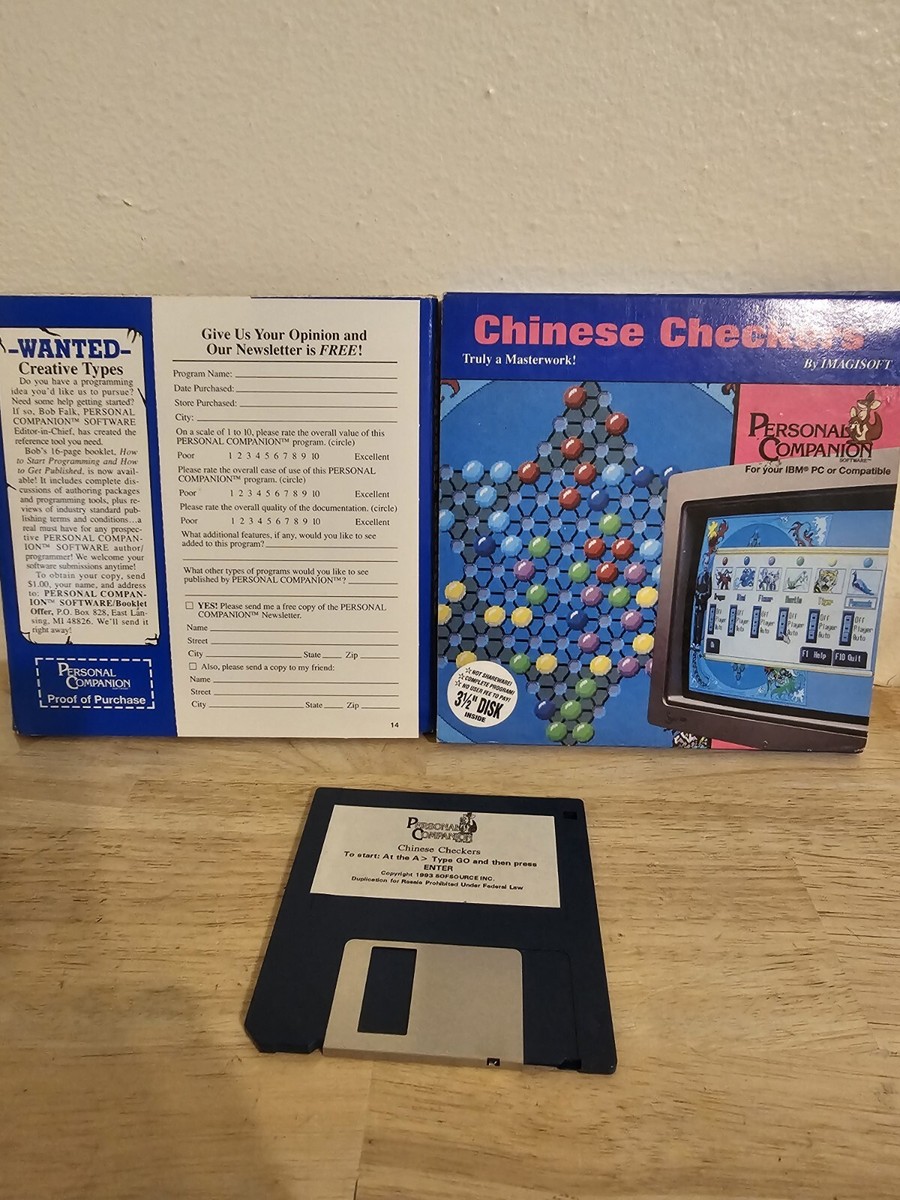 -WANTED-
Creative Types
Do you have a programming
idea you'd like us to pursue?
Need some help getting started?
If so, Bob Falk, PERSONAL
COMPANION™ SOFTWARE
Editor-in-Chief, has created the
reference tool you need.
Bob's 16-page booklet, How
to Start Programming and How
to Get Published, is now avail-
able! It includes complete dis-
cussions of authoring packages
and programming tools, plus re-
views of industry standard pub-
lishing terms and conditions...a
real must have for any prospec-
tive PERSONAL COMPAN-
ION™ SOFTWARE author/
programmer! We welcome your
software submissions anytime!
To obtain your copy, send
$1.00, your name, and address
to: PERSONAL COMPAN-
ION™ SOFTWARE/Booklet
Offer, P.O. Box 828, East Lan-
sing, MI 48826. We'll send it
right away!
PERSONAL
COMPANION
Proof of Purchase
Give Us Your Opinion and
Our Newsletter is FREE!
Program Name:
Date Purchased:
Store Purchased:
City:
On a scale of 1 to 10, please rate the overall value of this
PERSONAL COMPANION™ program. (circle)
Poor 1 2 3 4 5 6 7 8 9 10 Excellent
Please rate the overall ease of use of this PERSONAL
COMPANION™ program. (circle)
Poor 1 2 3 4 5 6 7 8 9 10 Excellent
Please rate the overall quality of the documentation. (circle)
Poor 1 2 3 4 5 6 7 8 9 10 Excellent
What additional features, if any, would you like to see
added to this program?
What other types of programs would you like to see
published by PERSONAL COMPANION™?
YES! Please send me a free copy of the PERSONAL
COMPANION™ Newsletter.
Name
Street
City State Zip
Also, please send a copy to my friend:
Name
Street
City State Zip
14
Chinese Checkers
Truly a Masterwork!
By IMAGISOFT
PERSONAL
COMPANION
SOFTWARE™
For your IBM® PC or Compatible
Off Player Auto
Off Player Auto
Off Player Auto
Off Player Auto
F1 Help F10 Quit
NOT SHAREWARE!
COMPLETE PROGRAM!
NO USER FEE TO PAY!
3½" DISK
INSIDE
PERSONAL
COMPANION
Chinese Checkers
To start: At the A> Type GO and then press
ENTER
Copyright 1993 SOFSOURCE INC.
Duplication for Resale Prohibited Under Federal Law